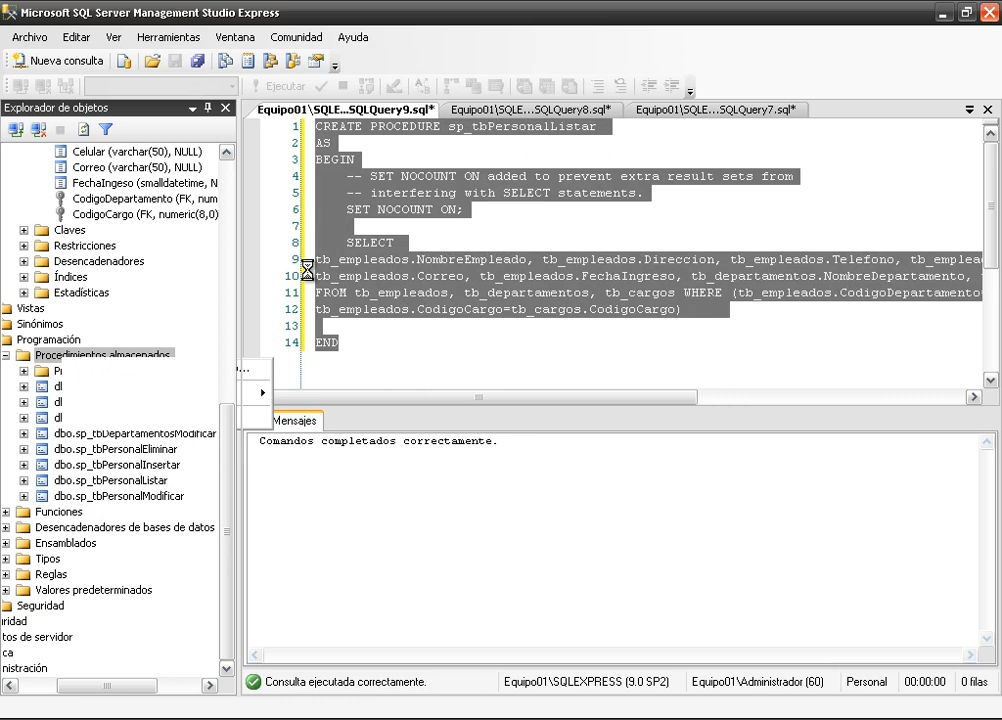 Microsoft SQL Server Management Studio Express
Archivo Editar Ver Herramientas Ventana Comunidad Ayuda
Nueva consulta
Ejecutar
Explorador de objetos
Equipo01\SQLE...SQLQuery9.sql* Equipo01\SQLE...SQLQuery8.sql* Equipo01\SQLE...SQLQuery7.sql*
Celular (varchar(50), NULL)
Correo (varchar(50), NULL)
FechaIngeso (smalldatetime, N
CodigoDepartamento (FK, num
CodigoCargo (FK, numeric(8,0)
Claves
Restricciones
Desencadenadores
Índices
Estadísticas
Vistas
Sinónimos
Programación
Procedimientos almacenados
dbo.sp_tbDepartamentosModificar
dbo.sp_tbPersonalEliminar
dbo.sp_tbPersonalInsertar
dbo.sp_tbPersonalListar
dbo.sp_tbPersonalModificar
Funciones
Desencadenadores de bases de datos
Ensamblados
Tipos
Reglas
Valores predeterminados
Seguridad
ridad
tos de servidor
ca
nistración
1 CREATE PROCEDURE sp_tbPersonalListar
2 AS
3 BEGIN
4 -- SET NOCOUNT ON added to prevent extra result sets from
5 -- interfering with SELECT statements.
6 SET NOCOUNT ON;
7
8 SELECT
9 tb_empleados.NombreEmpleado, tb_empleados.Direccion, tb_empleados.Telefono, tb_emplea
10 tb_empleados.Correo, tb_empleados.FechaIngreso, tb_departamentos.NombreDepartamento,
11 FROM tb_empleados, tb_departamentos, tb_cargos WHERE (tb_empleados.CodigoDepartamento
12 tb_empleados.CodigoCargo=tb_cargos.CodigoCargo)
13
14 END
Mensajes
Comandos completados correctamente.
Consulta ejecutada correctamente. Equipo01\SQLEXPRESS (9.0 SP2) Equipo01\Administrador (60) Personal 00:00:00 0 filas